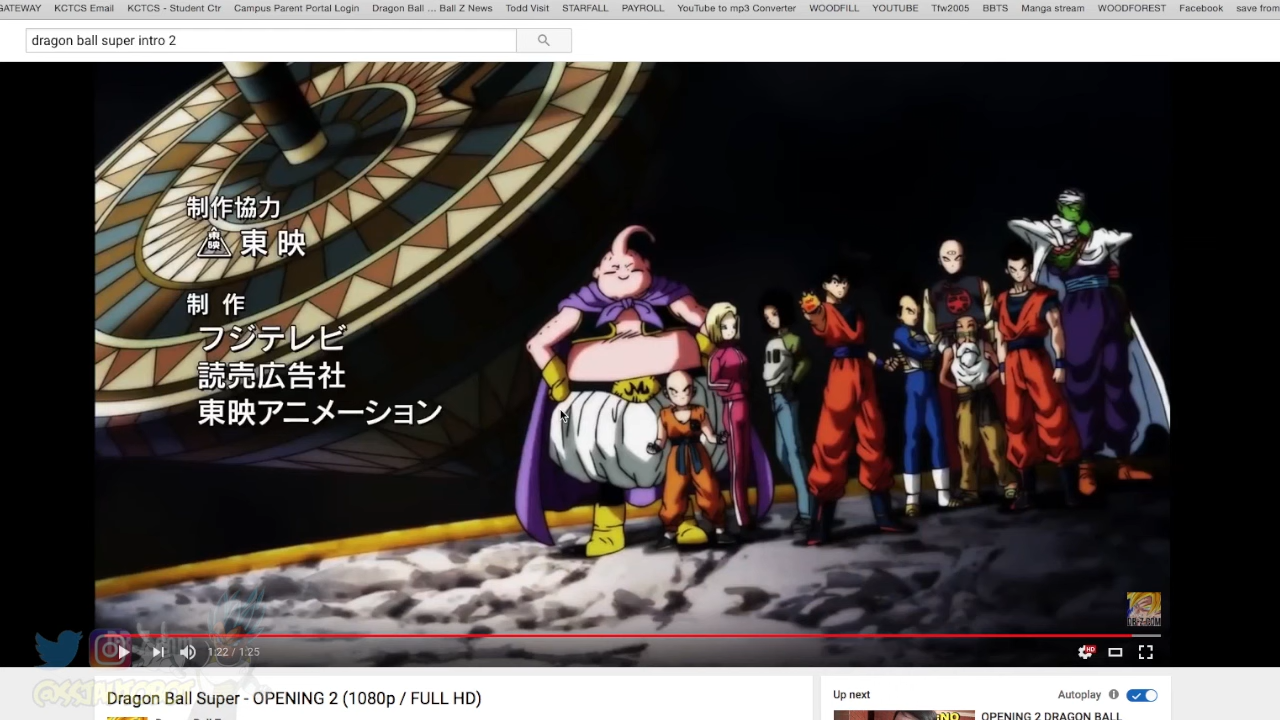 GATEWAY KCTCS Email KCTCS - Student Ctr Campus Parent Portal Login Dragon Ball ... Ball Z News Todd Visit STARFALL PAYROLL YouTube to mp3 Converter WOODFILL YOUTUBE Tfw2005 BBTS Manga stream WOODFOREST Facebook save from
dragon ball super intro 2
制作協力
東映
制 作
フジテレビ
読売広告社
東映アニメーション
1:22 / 1:25
HD
Dragon Ball Super - OPENING 2 (1080p / FULL HD)
Up next
Autoplay
OPENING 2 DRAGON BALL